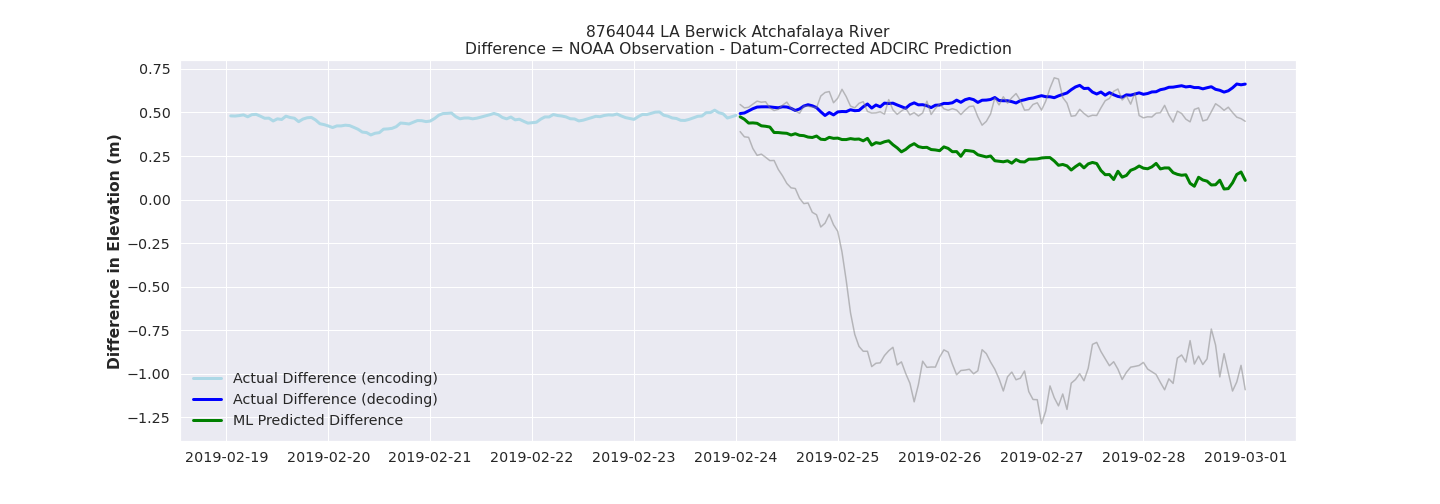 8764044 LA Berwick Atchafalaya River
Difference = NOAA Observation - Datum-Corrected ADCIRC Prediction
Difference in Elevation (m)
0.75
0.50
0.25
0.00
−0.25
−0.50
−0.75
−1.00
−1.25
Actual Difference (encoding)
Actual Difference (decoding)
ML Predicted Difference
2019-02-19 2019-02-20 2019-02-21 2019-02-22 2019-02-23 2019-02-24 2019-02-25 2019-02-26 2019-02-27 2019-02-28 2019-03-01